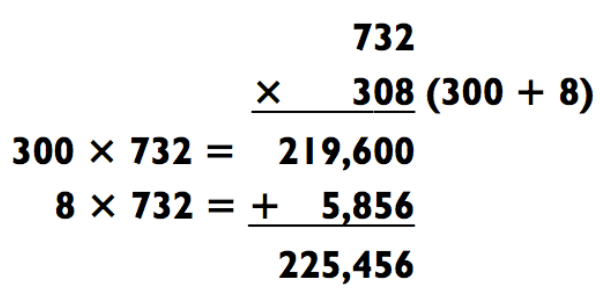 732
× 308 (300 + 8)
300 × 732 = 219,600
8 × 732 = + 5,856
225,456